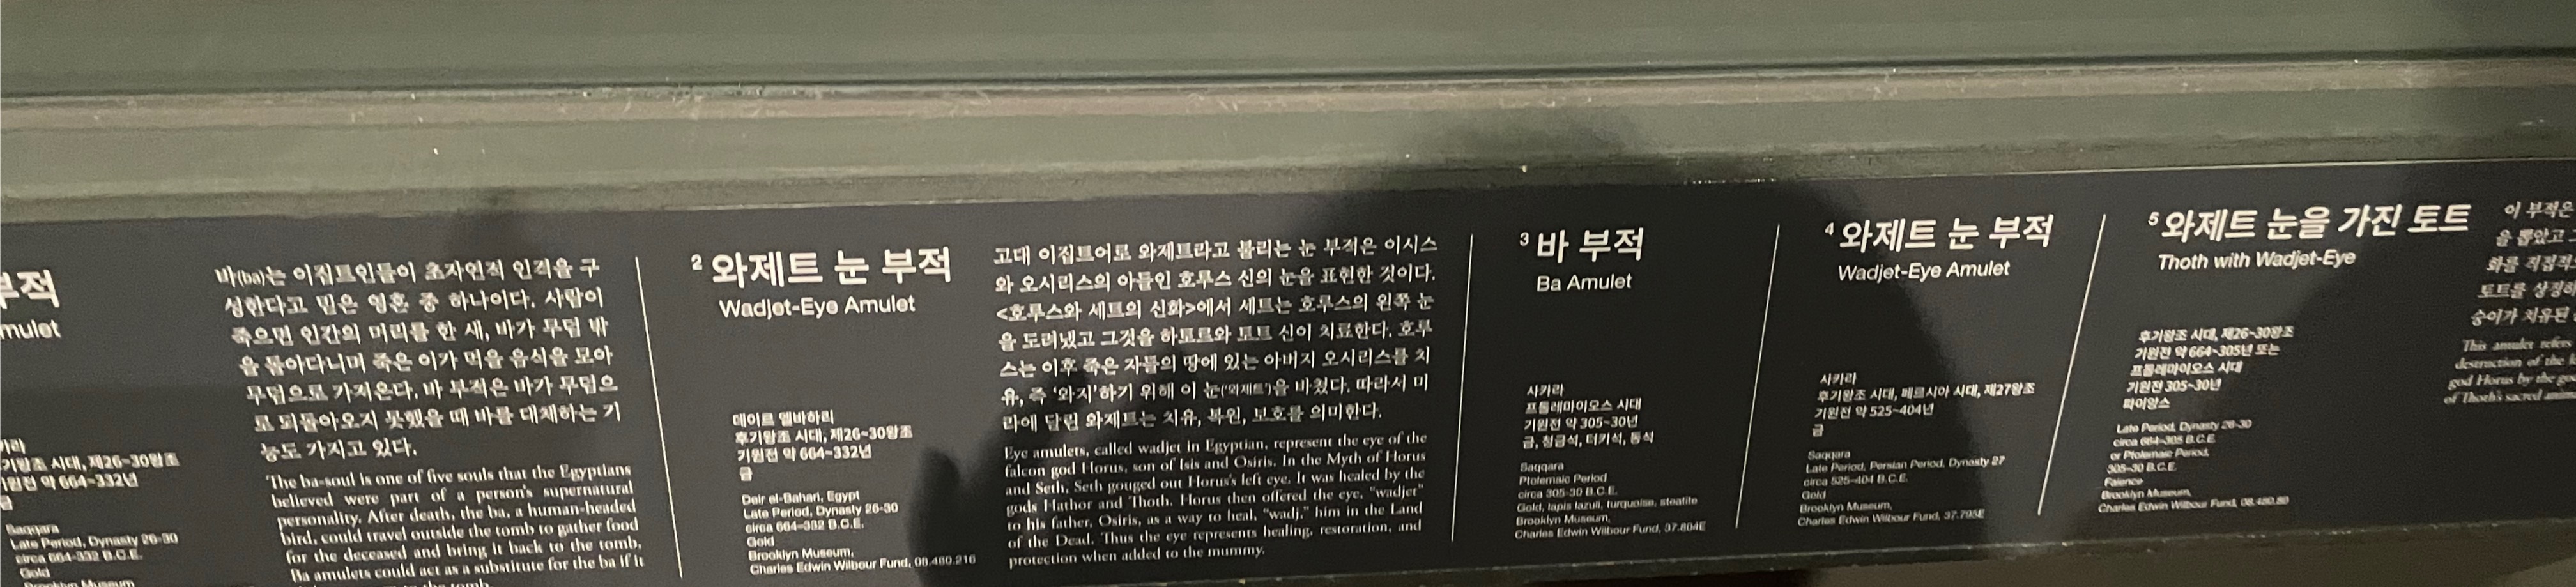 부적
mulet
바(ba)는 이집트인들이 초자연적 인격을 구
성한다고 믿은 영혼 중 하나이다. 사람이
죽으면 인간의 머리를 한 새, 바가 무덤 밖
을 돌아다니며 죽은 이가 먹을 음식을 모아
무덤으로 가져온다. 바 부적은 바가 무덤으
로 되돌아오지 못했을 때 바를 대체하는 기
능도 가지고 있다.
The ba-soul is one of five souls that the Egyptians
believed were part of a person's supernatural
personality. After death, the ba, a human-headed
bird, could travel outside the tomb to gather food
for the deceased and bring it back to the tomb.
Ba amulets could act as a substitute for the ba if it
the tomb.
카라
기왕조 시대, 제26~30왕조
기원전 약 664~332년
금
Saqqara
Late Period, Dynasty 26-30
circa 664-332 B.C.E.
Gold
Brooklyn Museum
2 와제트 눈 부적
Wadjet-Eye Amulet
데이르 엘바하리
후기왕조 시대, 제26~30왕조
기원전 약 664~332년
금
Deir el-Bahari, Egypt
Late Period, Dynasty 26-30
circa 664-332 B.C.E.
Gold
Brooklyn Museum,
Charles Edwin Wilbour Fund, 08.480.216
고대 이집트어로 와제트라고 불리는 눈 부적은 이시스
와 오시리스의 아들인 호루스 신의 눈을 표현한 것이다.
<호루스와 세트의 신화>에서 세트는 호루스의 왼쪽 눈
을 도려냈고 그것을 하토르와 토트 신이 치료한다. 호루
스는 이후 죽은 자들의 땅에 있는 아버지 오시리스를 치
유, 즉 '와지'하기 위해 이 눈('와제트')을 바쳤다. 따라서 미
라에 달린 와제트는 치유, 복원, 보호를 의미한다.
Eye amulets, called wadjet in Egyptian, represent the eye of the
falcon god Horus, son of Isis and Osiris. In the Myth of Horus
and Seth, Seth gouged out Horus's left eye. It was healed by the
gods Hathor and Thoth. Horus then offered the eye, "wadjet"
to his father, Osiris, as a way to heal, "wadj," him in the Land
of the Dead. Thus the eye represents healing, restoration, and
protection when added to the mummy.
3 바 부적
Ba Amulet
사카라
프톨레마이오스 시대
기원전 약 305~30년
금, 청금석, 터키석, 동석
Saqqara
Ptolemaic Period
circa 305-30 B.C.E.
Gold, lapis lazuli, turquoise, steatite
Brooklyn Museum,
Charles Edwin Wilbour Fund, 37.804E
4 와제트 눈 부적
Wadjet-Eye Amulet
사카라
후기왕조 시대, 페르시아 시대, 제27왕조
기원전 약 525~404년
금
Saqqara
Late Period, Persian Period, Dynasty 27
circa 525-404 B.C.E.
Gold
Brooklyn Museum,
Charles Edwin Wilbour Fund, 37.795E
5 와제트 눈을 가진 토트
Thoth with Wadjet-Eye
후기왕조 시대, 제26~30왕조
기원전 약 664~305년 또는
프톨레마이오스 시대
기원전 305~30년
파이앙스
Late Period, Dynasty 26-30
circa 664-305 B.C.E.
or Ptolemaic Period,
305-30 B.C.E.
Faience
Brooklyn Museum,
Charles Edwin Wilbour Fund, 08.480.89
이 부적은
을 뽑았고
화를 직접적
토트를 상징하
숭이가 치유된
This amulet refers
destruction of the
god Horus by the
of Thoth's sacred